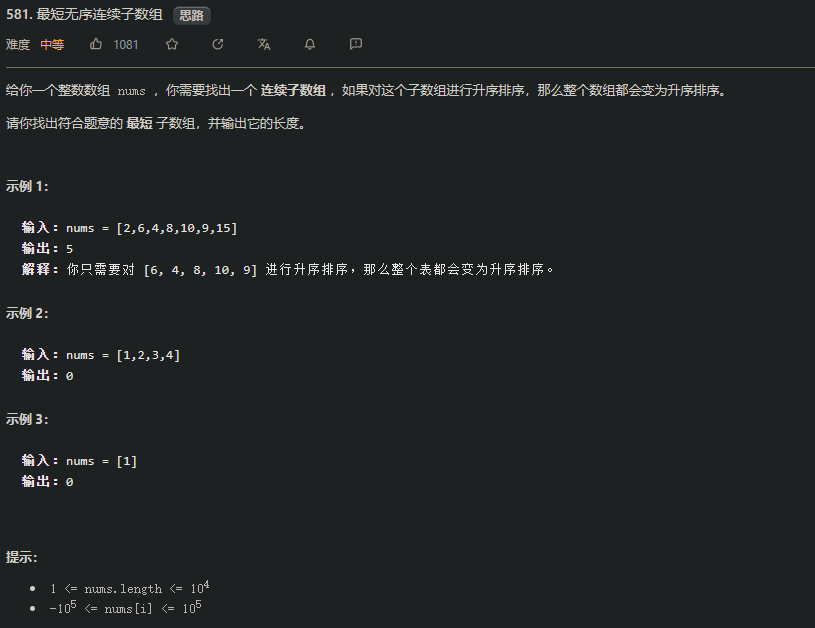 581. 最短无序连续子数组 思路
难度 中等 1081
给你一个整数数组 nums ，你需要找出一个 连续子数组 ，如果对这个子数组进行升序排序，那么整个数组都会变为升序排序。
请你找出符合题意的 最短 子数组，并输出它的长度。
示例 1：
输入：nums = [2,6,4,8,10,9,15]
输出：5
解释：你只需要对 [6, 4, 8, 10, 9] 进行升序排序，那么整个表都会变为升序排序。
示例 2：
输入：nums = [1,2,3,4]
输出：0
示例 3：
输入：nums = [1]
输出：0
提示：
• 1 <= nums.length <= 10⁴
• -10⁵ <= nums[i] <= 10⁵